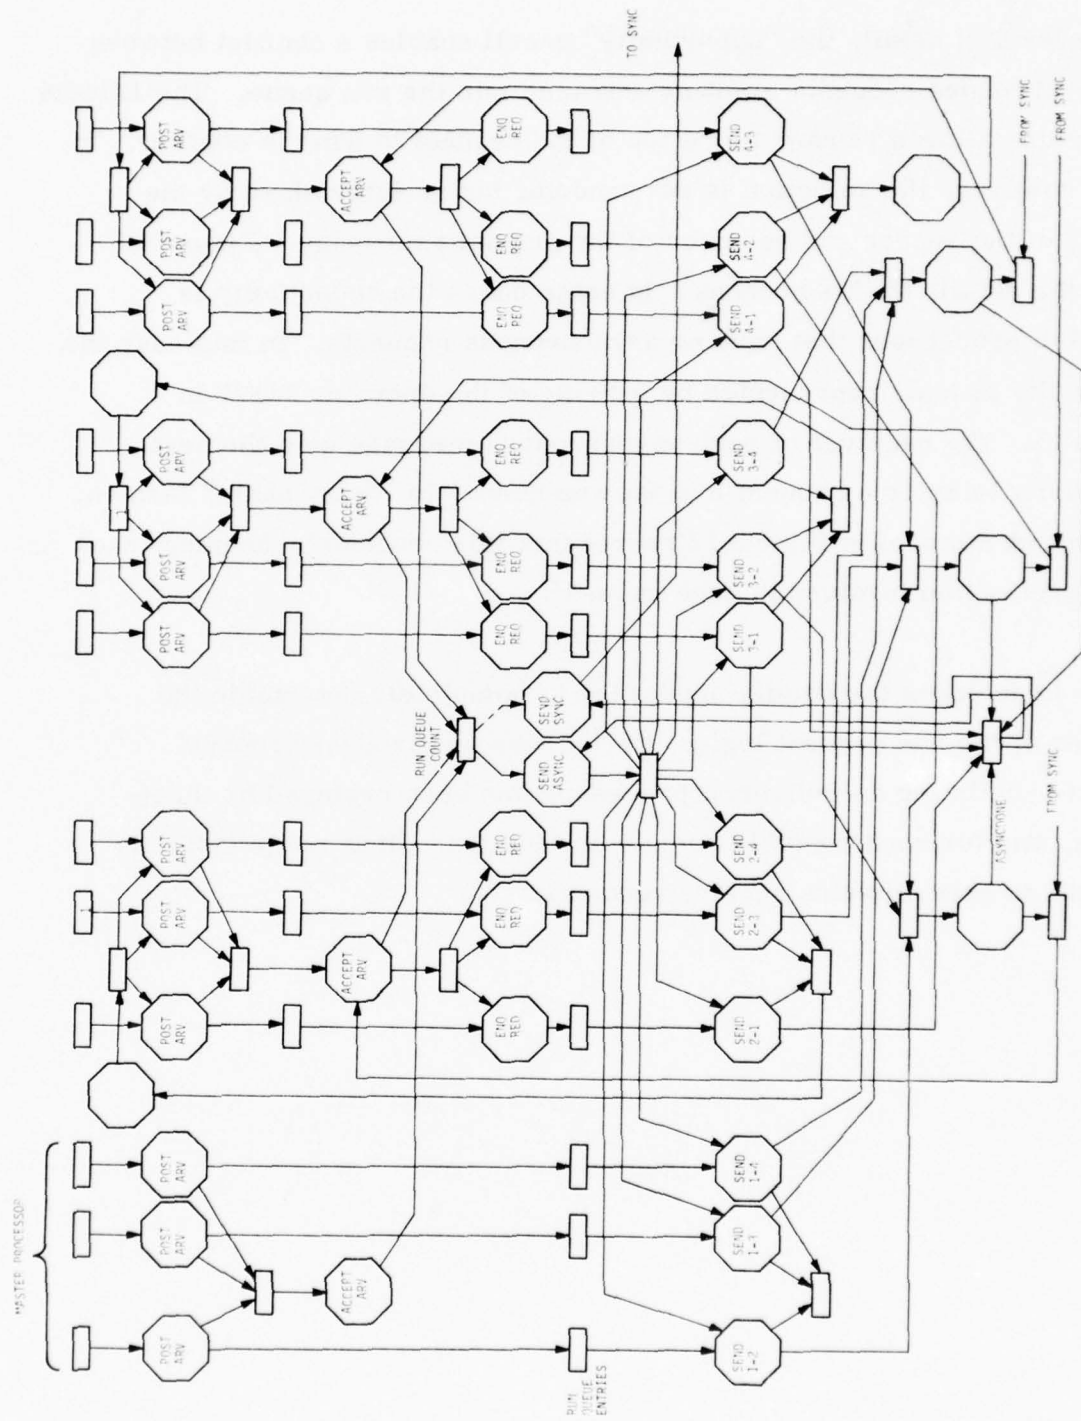 MASTER PROCESSOR
POST
ARV
POST
ARV
POST
ARV
POST
ARV
POST
ARV
POST
ARV
POST
ARV
POST
ARV
POST
ARV
POST
ARV
POST
ARV
POST
ARV
ACCEPT
ARV
ACCEPT
ARV
ACCEPT
ARV
ACCEPT
ARV
RUN QUEUE
COUNT
ENQ
REQ
ENQ
REQ
ENQ
REQ
ENQ
REQ
ENQ
REQ
ENQ
REQ
ENQ
REQ
ENQ
REQ
ENQ
REQ
SEND
ASYNC
SEND
SYNC
RUN
QUEUE
ENTRIES
TO SYNC
SEND
1-2
SEND
1-3
SEND
1-4
SEND
2-1
SEND
2-3
SEND
2-4
SEND
3-1
SEND
3-2
SEND
3-4
SEND
4-1
SEND
4-2
SEND
4-3
ASYNCDONE
FROM SYNC
FROM SYNC
FROM SYNC